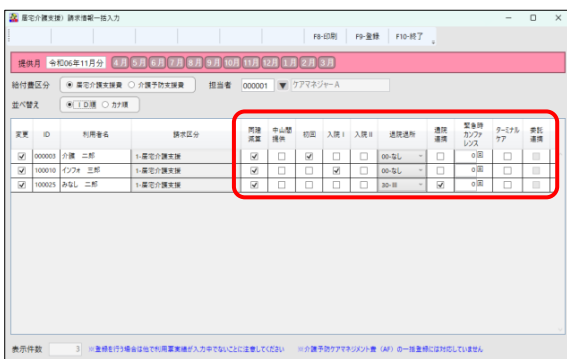 居宅介護支援) 請求情報一括入力
F8-印刷 F9-登録 F10-終了
提供月 令和06年11月分 4月 5月 6月 7月 8月 9月 10月 11月 12月 1月 2月 3月
給付費区分 居宅介護支援費 介護予防支援費 担当者 000001 ケアマネジャーA
並べ替え ID順 カナ順
変更 ID 利用者名 請求区分 同建減算 中山間提供 初回 入院Ⅰ 入院Ⅱ 退院退所 通院連携 緊急時カンファレンス ターミナルケア 委託連携
000003 介護 二郎 1-居宅介護支援 00-なし 0 回
100010 インフォ 三郎 1-居宅介護支援 00-なし 0 回
100025 みなし 二郎 1-居宅介護支援 30-Ⅲ 0 回
表示件数 3 ※登録を行う場合は他で利用票実績が入力中でないことに注意してください ※介護予防ケアマネジメント費(AF)の一括登録には対応していません